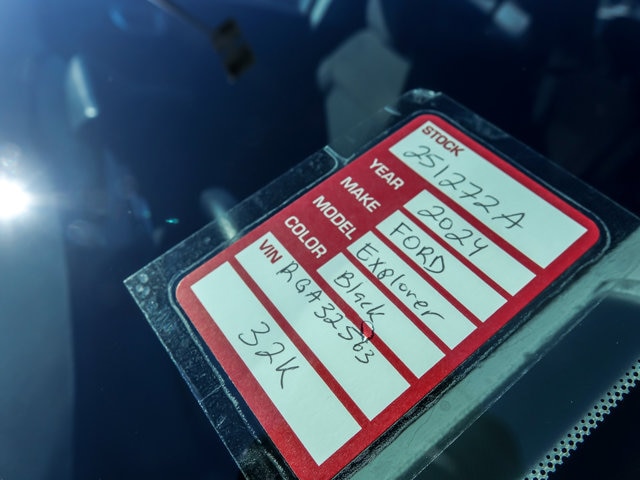 STOCK
251272A
YEAR 2024
MAKE FORD
MODEL Explorer
COLOR Black
VIN RGA32563
32K